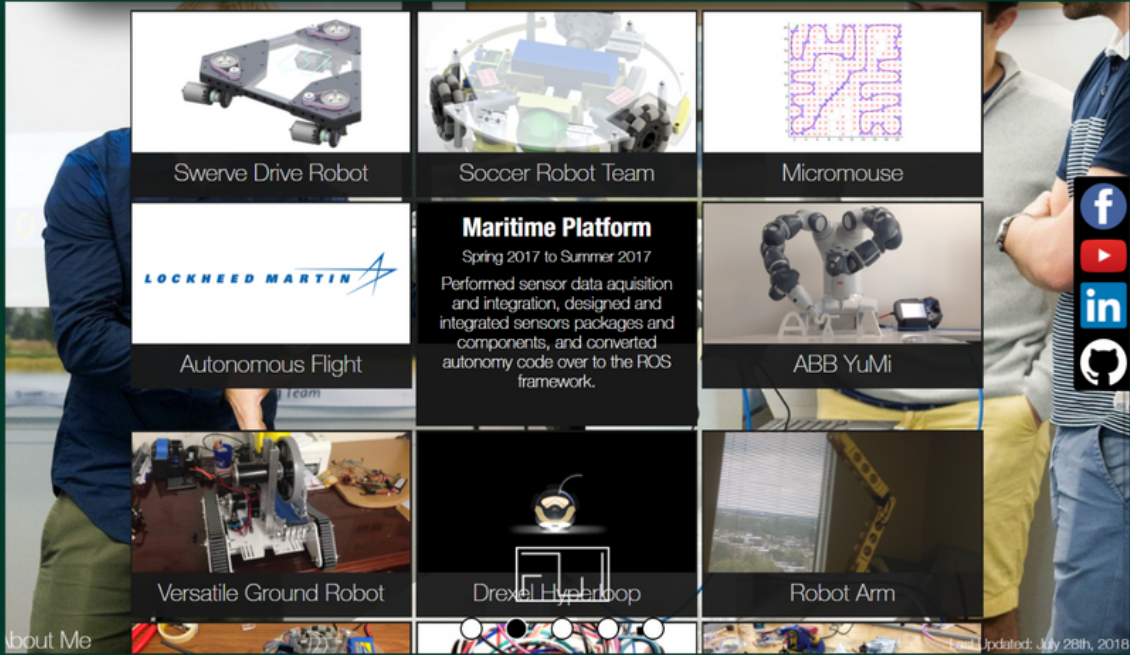 Swerve Drive Robot
Soccer Robot Team
Micromouse
LOCKHEED MARTIN
Autonomous Flight
Maritime Platform
Spring 2017 to Summer 2017
Performed sensor data aquisition
and integration, designed and
integrated sensors packages and
components, and converted
autonomy code over to the ROS
framework.
ABB YuMi
Team
Versatile Ground Robot
Drexel Hyperloop
Robot Arm
f
in
About Me
Last Updated: July 28th, 2018